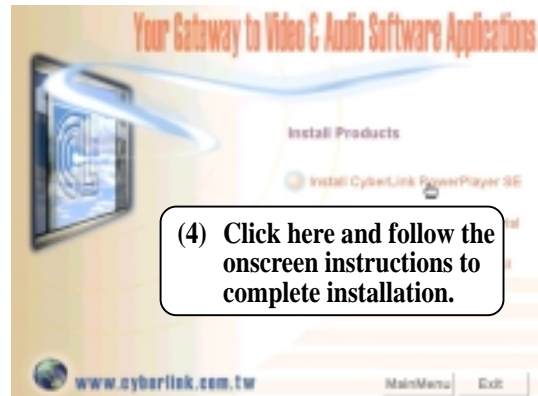 Your Gateway to Video & Audio Software Applications
Install Products
Install CyberLink PowerPlayer SE
(4) Click here and follow the
onscreen instructions to
complete installation.
www.cyberlink.com.tw
MainMenu
Exit